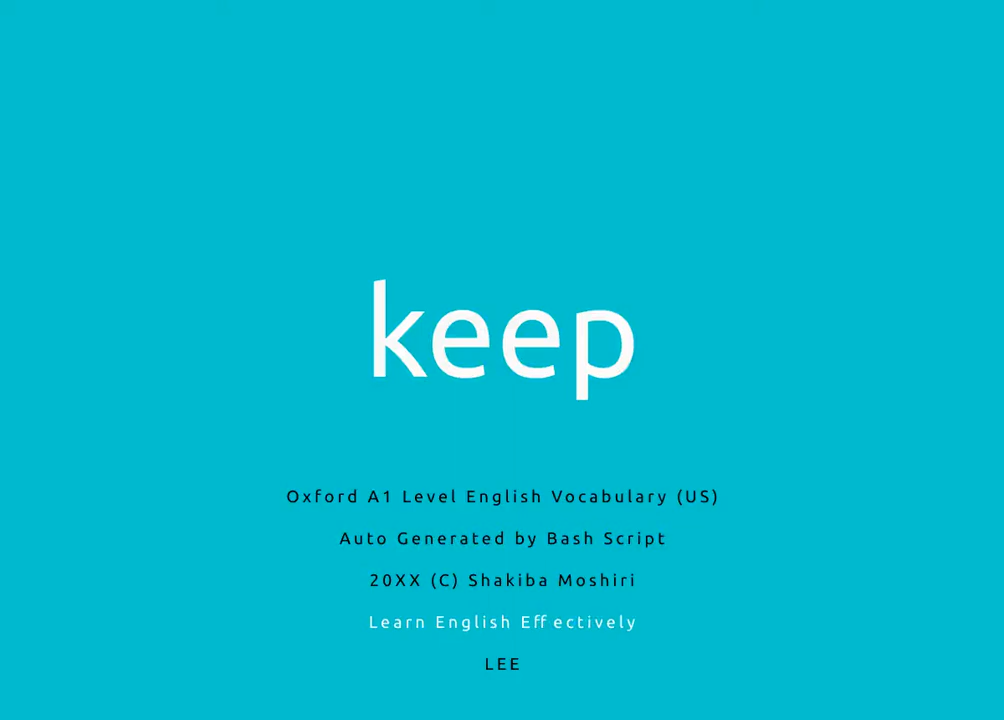 keep
Oxford A1 Level English Vocabulary (US)
Auto Generated by Bash Script
20XX (C) Shakiba Moshiri
Learn English Effectively
LEE